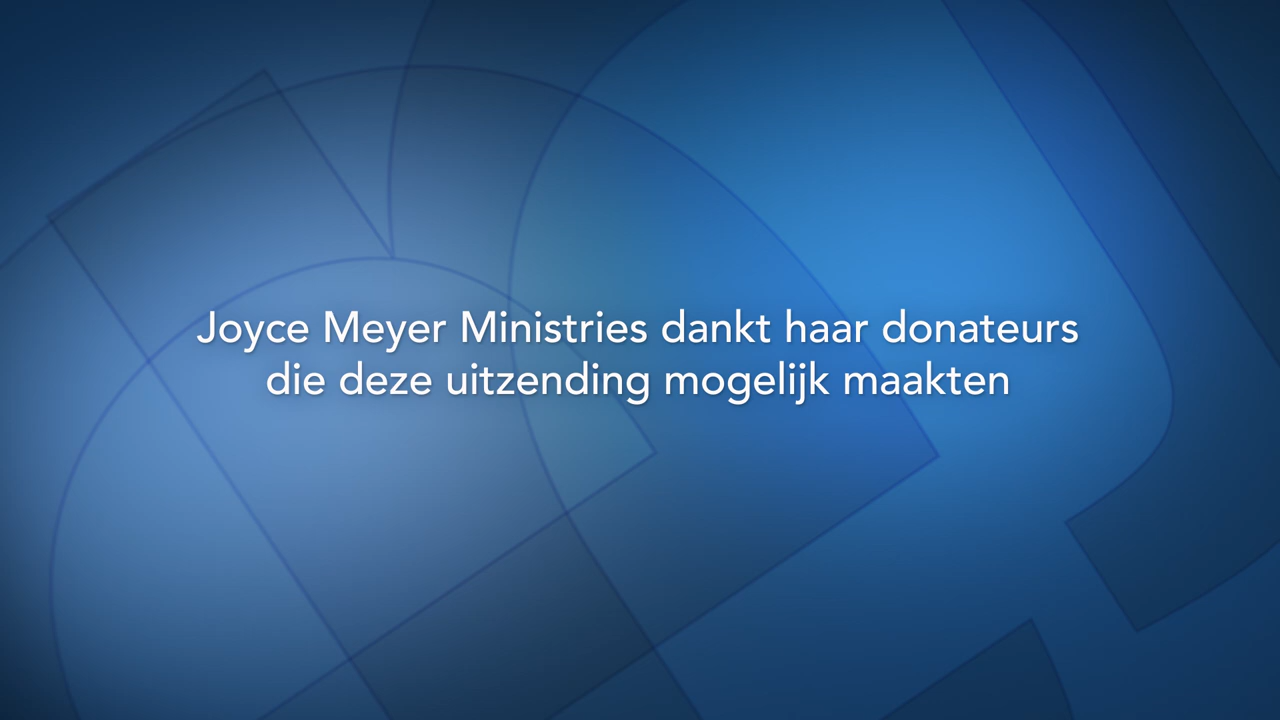 Joyce Meyer Ministries dankt haar donateurs
die deze uitzending mogelijk maakten